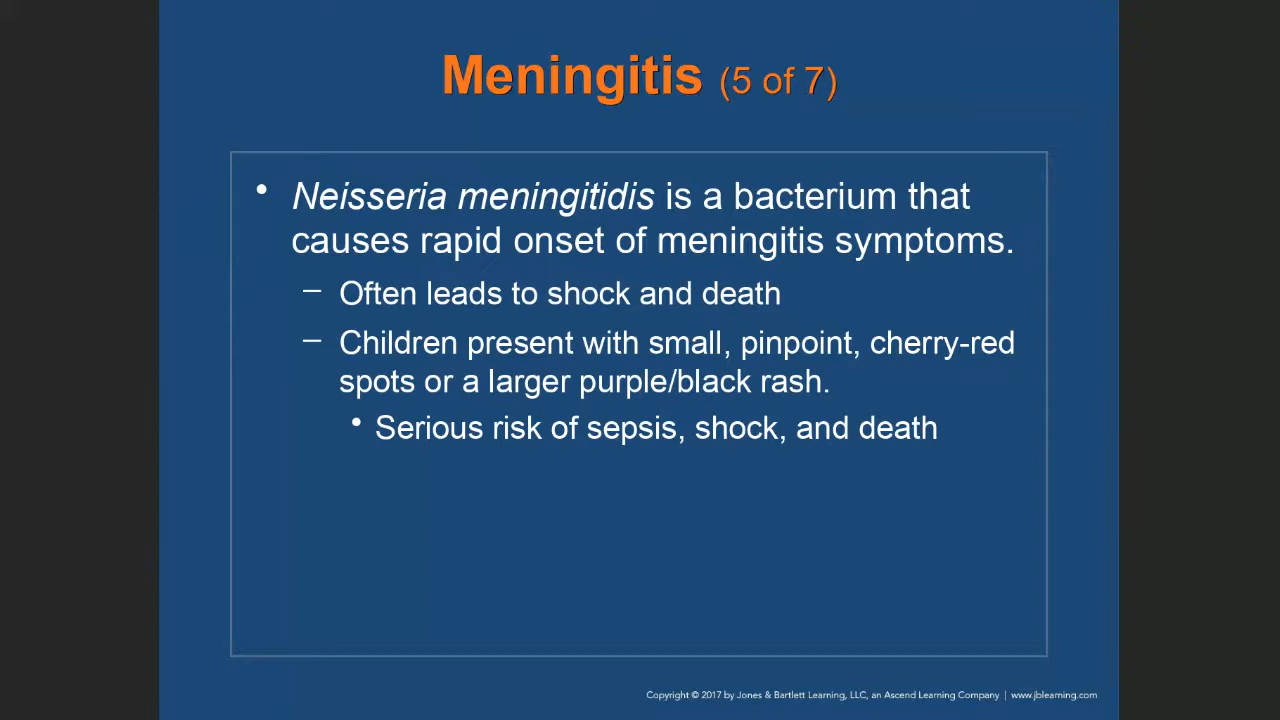 Meningitis (5 of 7)
• Neisseria meningitidis is a bacterium that
causes rapid onset of meningitis symptoms.
– Often leads to shock and death
– Children present with small, pinpoint, cherry-red
spots or a larger purple/black rash.
• Serious risk of sepsis, shock, and death
Copyright © 2017 by Jones & Bartlett Learning, LLC, an Ascend Learning Company | www.jblearning.com